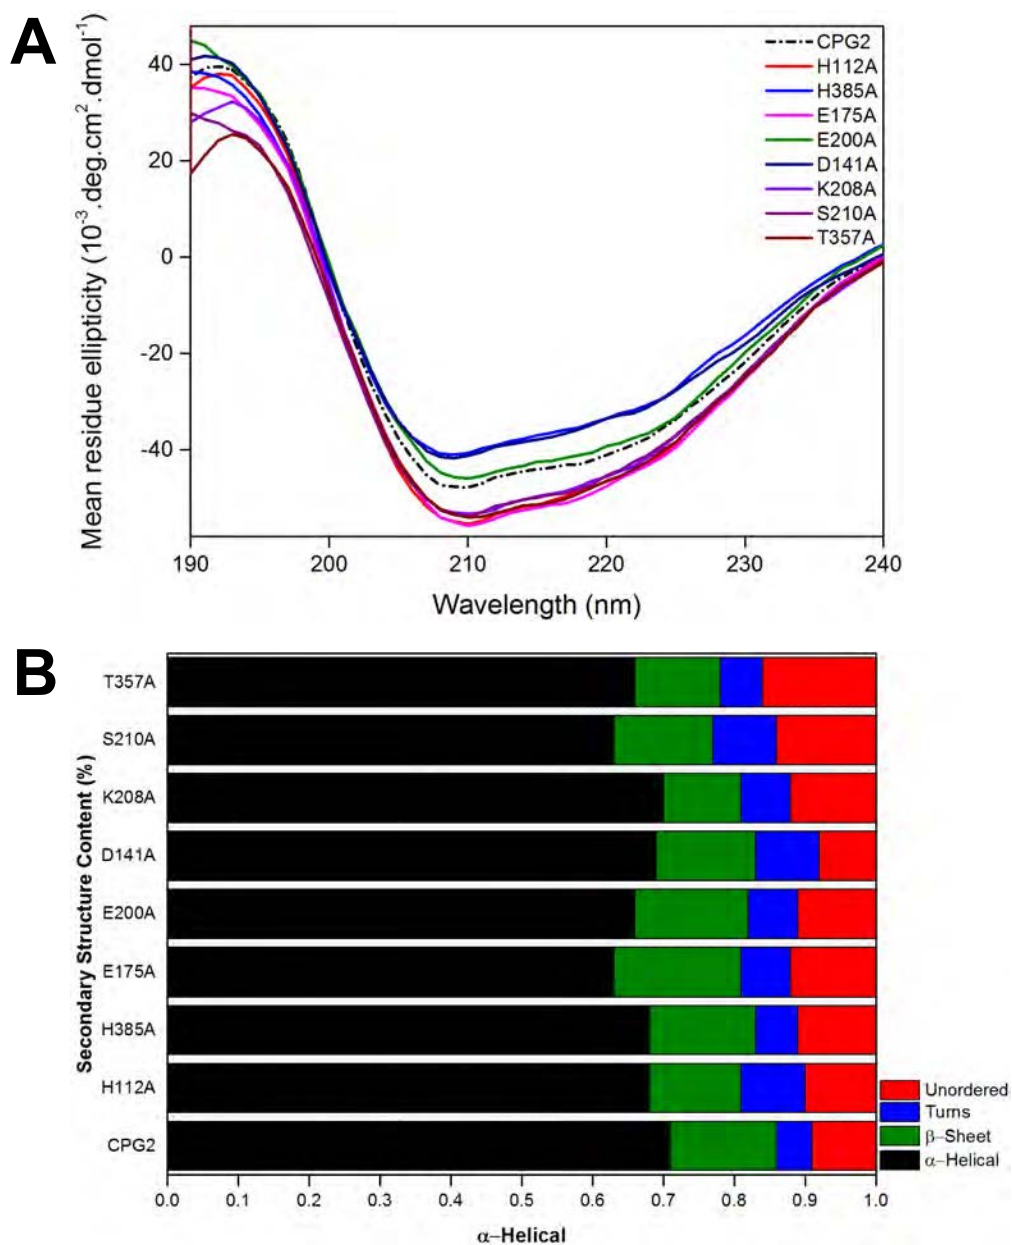 A
Mean residue ellipticity (10⁻³.deg.cm².dmol⁻¹)
40
20
0
-20
-40
190
200
210
220
230
240
Wavelength (nm)
CPG2
H112A
H385A
E175A
E200A
D141A
K208A
S210A
T357A
B
Secondary Structure Content (%)
T357A
S210A
K208A
D141A
E200A
E175A
H385A
H112A
CPG2
0.0
0.1
0.2
0.3
0.4
0.5
0.6
0.7
0.8
0.9
1.0
α–Helical
Unordered
Turns
β–Sheet
α–Helical